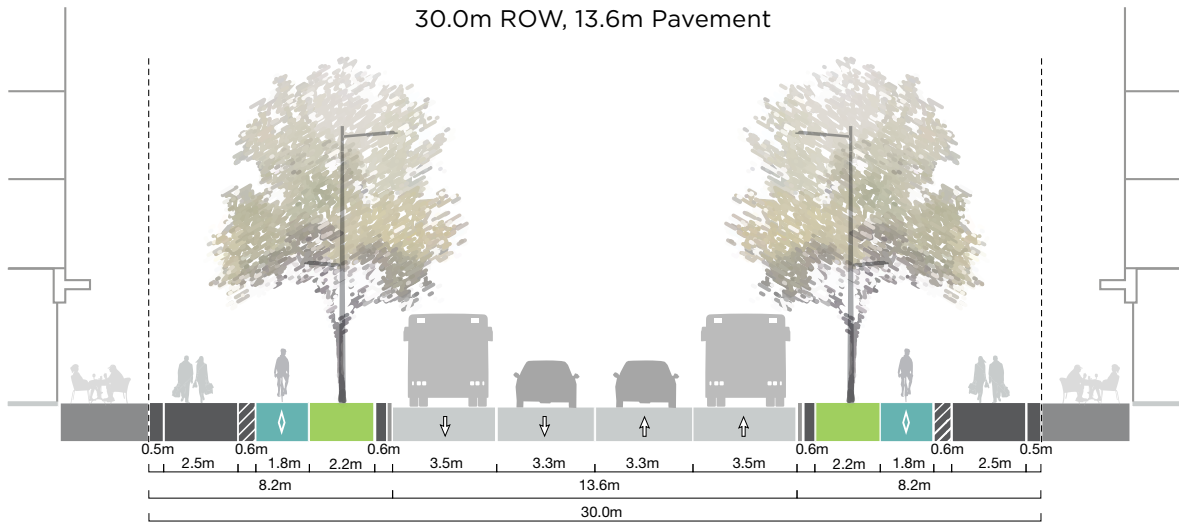 30.0m ROW, 13.6m Pavement
0.5m 0.6m 0.6m 0.6m 0.6m 0.5m
2.5m 1.8m 2.2m 3.5m 3.3m 3.3m 3.5m 2.2m 1.8m 2.5m
8.2m 13.6m 8.2m
30.0m